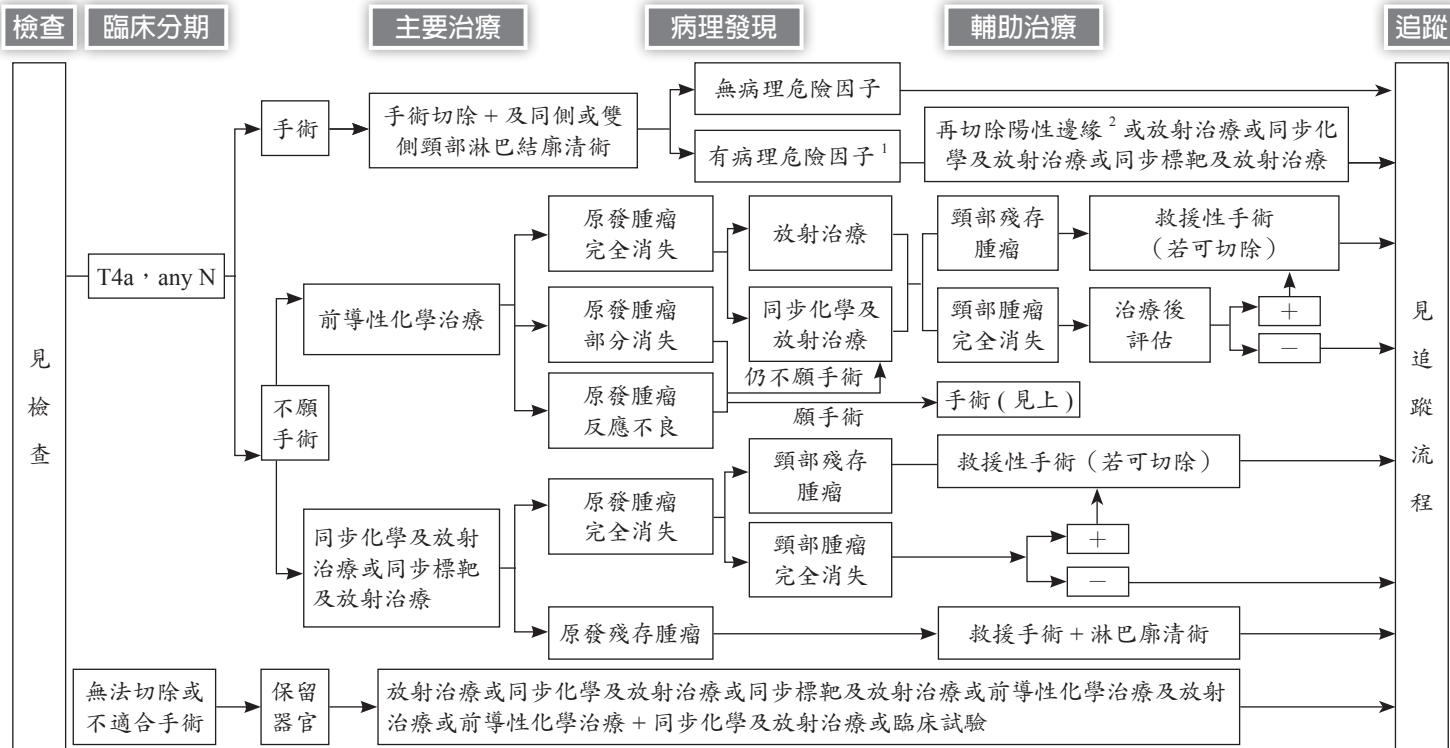 檢查
臨床分期
主要治療
病理發現
輔助治療
追蹤
見檢查
T4a，any N
手術
手術切除 + 及同側或雙
側頸部淋巴結廓清術
無病理危險因子
有病理危險因子 1
再切除陽性邊緣 2 或放射治療或同步化
學及放射治療或同步標靶及放射治療
不願
手術
前導性化學治療
原發腫瘤
完全消失
原發腫瘤
部分消失
原發腫瘤
反應不良
放射治療
同步化學及
放射治療
仍不願手術
願手術
頸部殘存
腫瘤
救援性手術
（若可切除）
頸部腫瘤
完全消失
治療後
評估
+
－
手術 ( 見上 )
同步化學及放射
治療或同步標靶
及放射治療
原發腫瘤
完全消失
頸部殘存
腫瘤
救援性手術（若可切除）
頸部腫瘤
完全消失
+
－
原發殘存腫瘤
救援手術 + 淋巴廓清術
無法切除或
不適合手術
保留
器官
放射治療或同步化學及放射治療或同步標靶及放射治療或前導性化學治療及放射
治療或前導性化學治療 + 同步化學及放射治療或臨床試驗
見追蹤流程